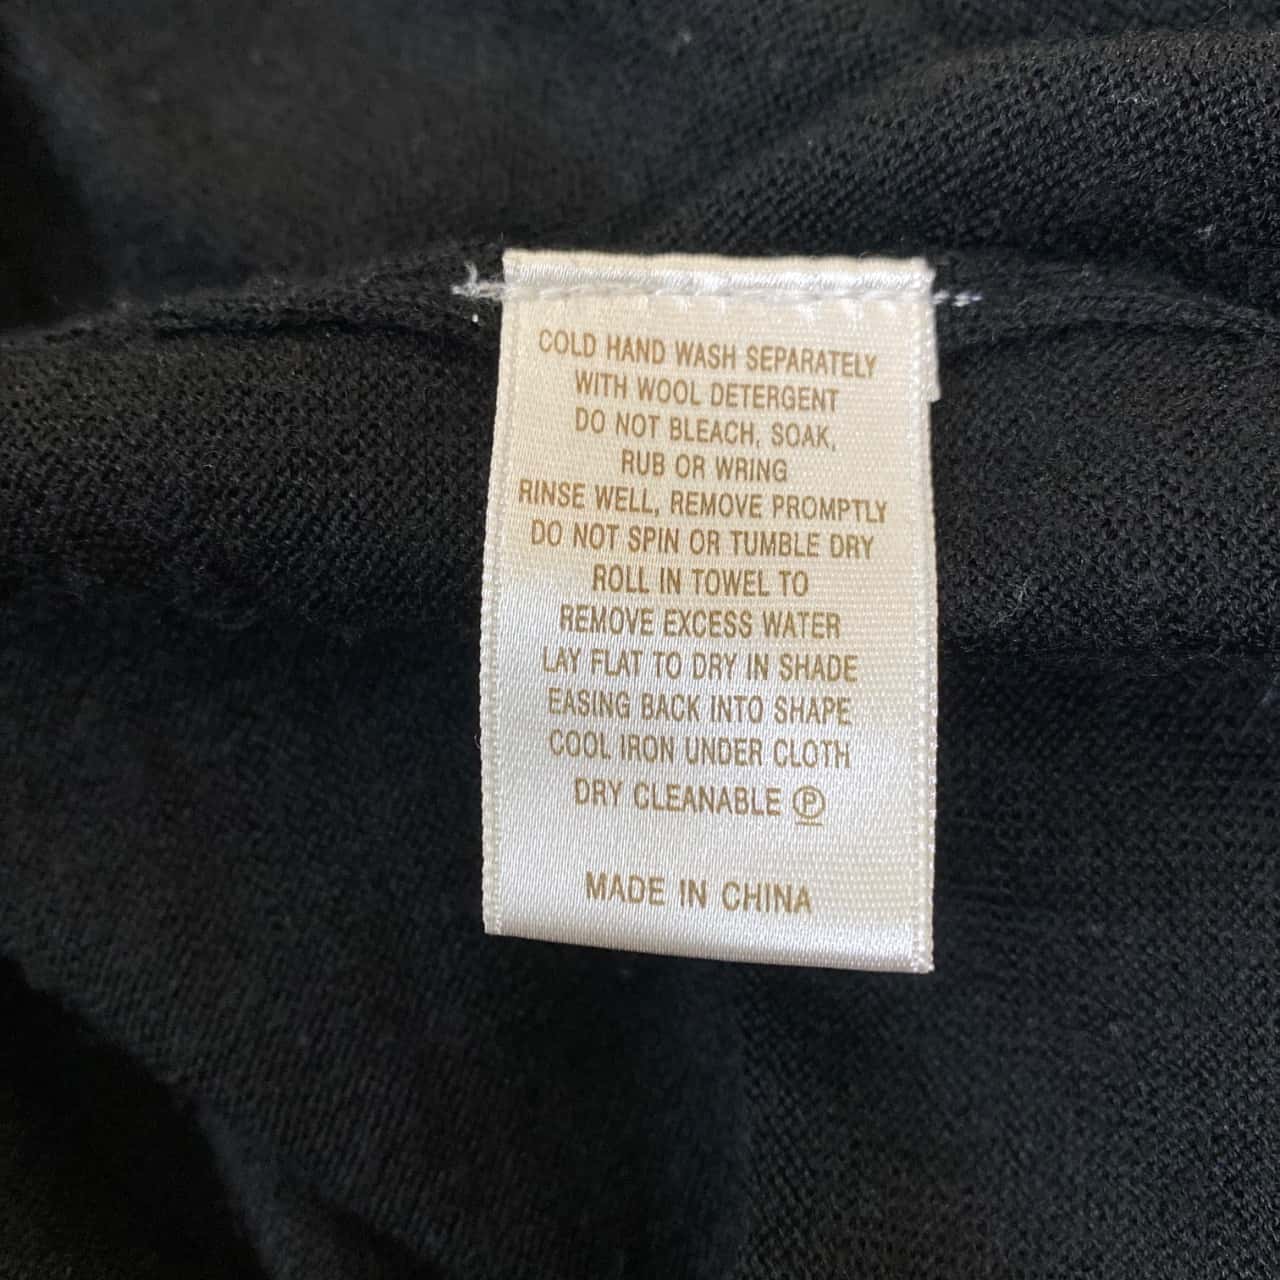 COLD HAND WASH SEPARATELY
WITH WOOL DETERGENT
DO NOT BLEACH, SOAK,
RUB OR WRING
RINSE WELL, REMOVE PROMPTLY
DO NOT SPIN OR TUMBLE DRY
ROLL IN TOWEL TO
REMOVE EXCESS WATER
LAY FLAT TO DRY IN SHADE
EASING BACK INTO SHAPE
COOL IRON UNDER CLOTH
DRY CLEANABLE Ⓟ
MADE IN CHINA